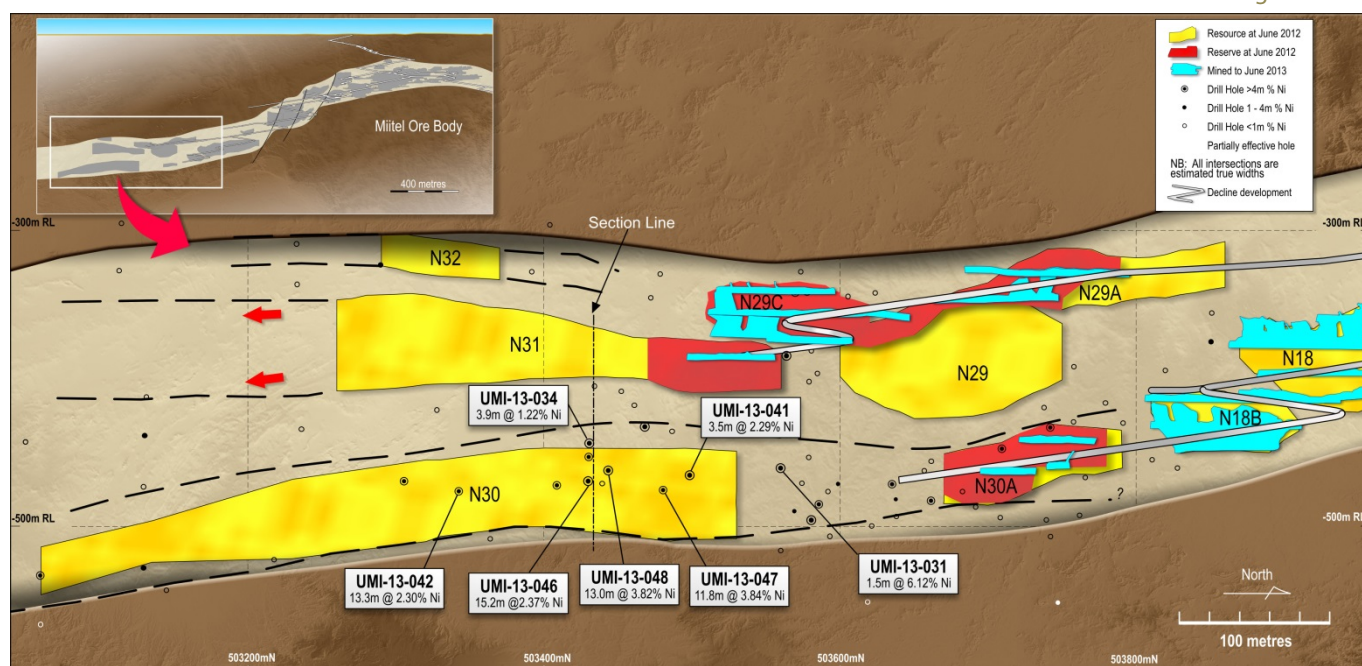 Miitel Ore Body
400 metres
Resource at June 2012
Reserve at June 2012
Mined to June 2013
Drill Hole >4m % Ni
Drill Hole 1 - 4m % Ni
Drill Hole <1m % Ni
Partially effective hole
NB: All intersections are
estimated true widths
Decline development
-300m RL
-300m RL
Section Line
N32
N29C
N29A
N31
N29
N18
N18B
UMI-13-034
3.9m @ 1.22% Ni
UMI-13-041
3.5m @ 2.29% Ni
N30
N30A
?
-500m RL
-500m RL
UMI-13-042
13.3m @ 2.30% Ni
UMI-13-046
15.2m @2.37% Ni
UMI-13-048
13.0m @ 3.82% Ni
UMI-13-047
11.8m @ 3.84% Ni
UMI-13-031
1.5m @ 6.12% Ni
North
100 metres
503200mN
503400mN
503600mN
503800mN